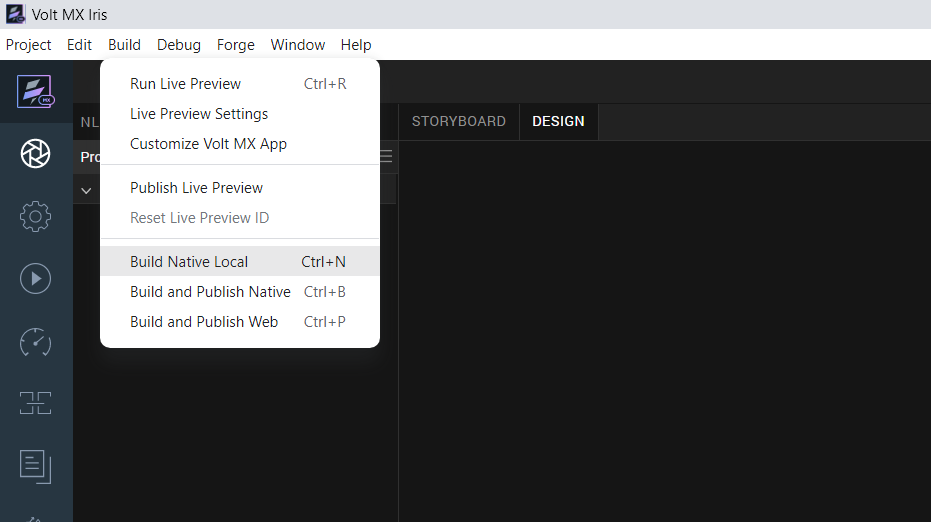 Volt MX Iris
Project Edit Build Debug Forge Window Help
MX
Run Live Preview Ctrl+R
Live Preview Settings
Customize Volt MX App
Publish Live Preview
Reset Live Preview ID
Build Native Local Ctrl+N
Build and Publish Native Ctrl+B
Build and Publish Web Ctrl+P
STORYBOARD DESIGN